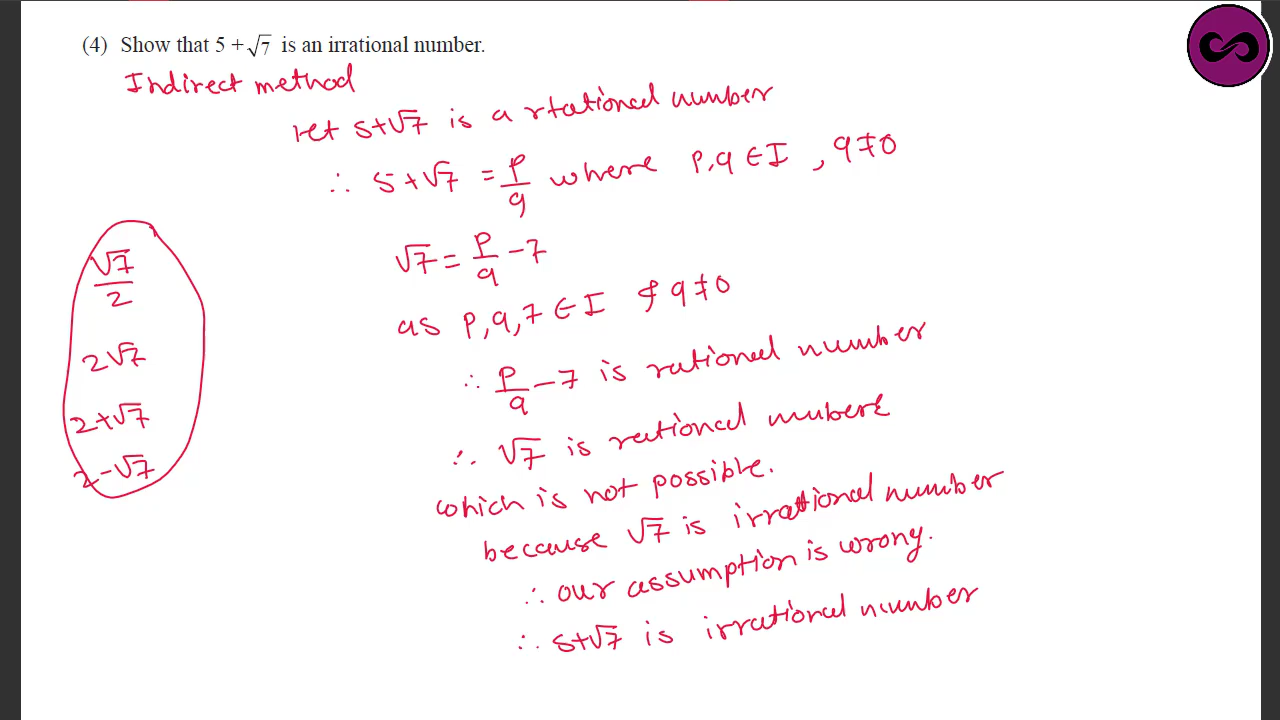 (4) Show that 5 + √7 is an irrational number.
Indirect method
let 5+√7 is a rtational number
∴ 5+√7 = p/q where p,q ∈ I , q≠0
√7 = p/q - 7
as p,q,7 ∈ I & q≠0
∴ p/q - 7 is rational number
∴ √7 is rational mubere
which is not possible.
because √7 is irrational number
∴ our assumption is wrong.
∴ 5+√7 is irrational number
√7/2
2√7
2+√7
2-√7